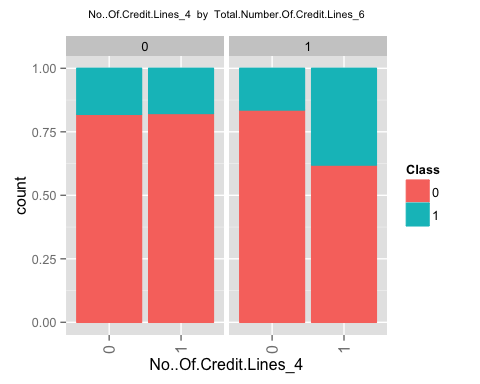 No..Of.Credit.Lines_4 by Total.Number.Of.Credit.Lines_6
0 1
1.00
0.75
0.50
0.25
0.00
count
0 1 0 1
No..Of.Credit.Lines_4
Class
0
1